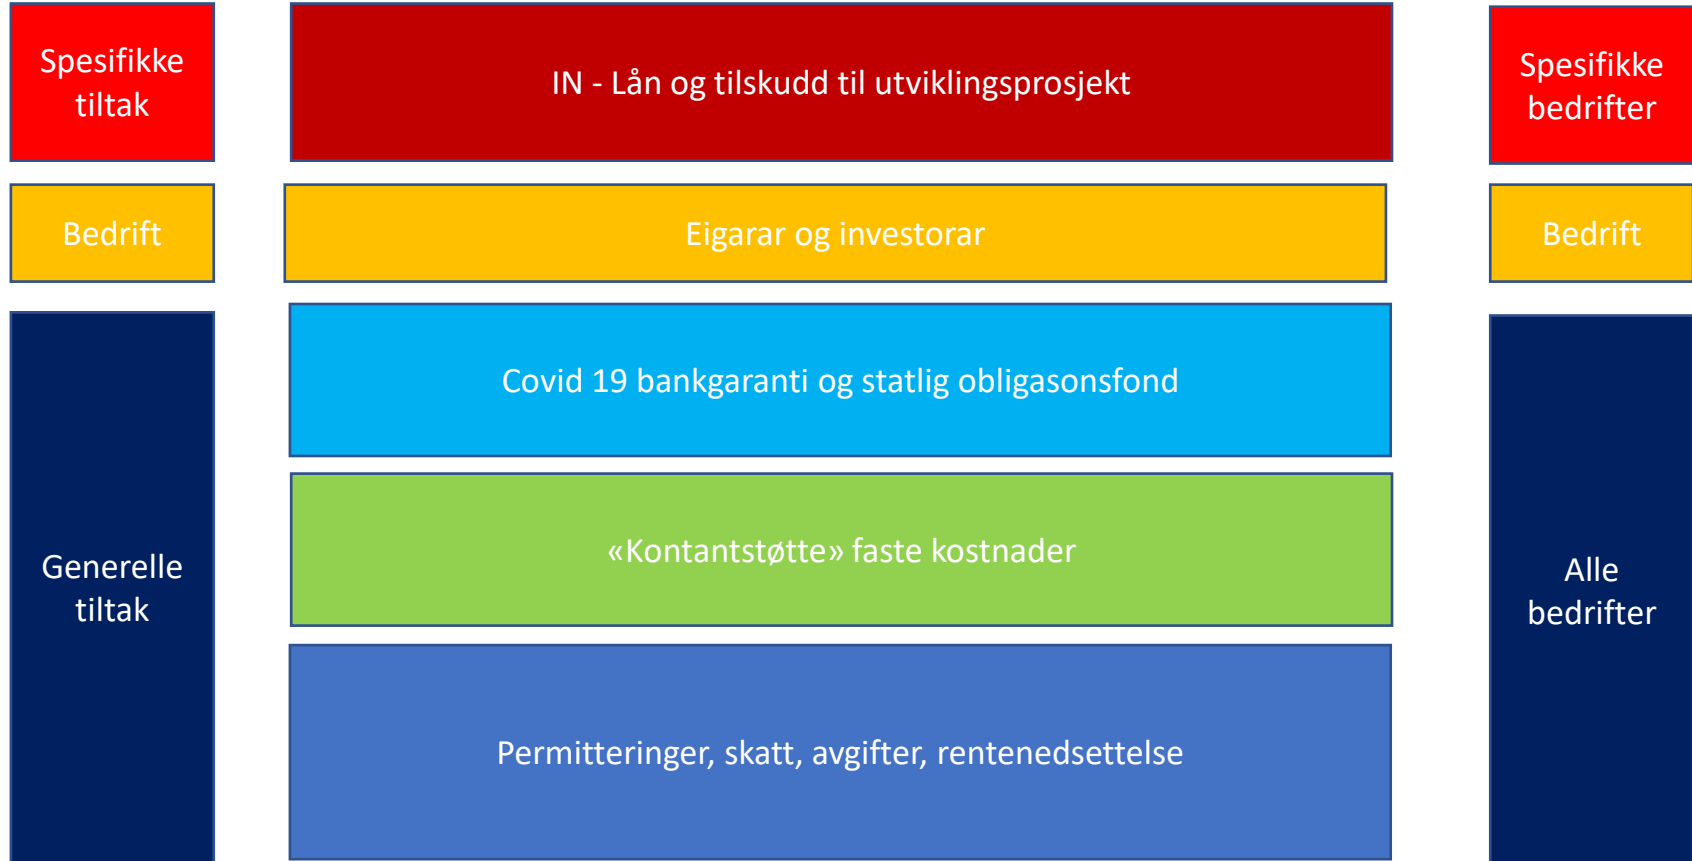 Spesifikke
tiltak
IN - Lån og tilskudd til utviklingsprosjekt
Spesifikke
bedrifter
Bedrift
Eigarar og investorar
Bedrift
Covid 19 bankgaranti og statlig obligasonsfond
«Kontantstøtte» faste kostnader
Generelle
tiltak
Alle
bedrifter
Permitteringer, skatt, avgifter, rentenedsettelse